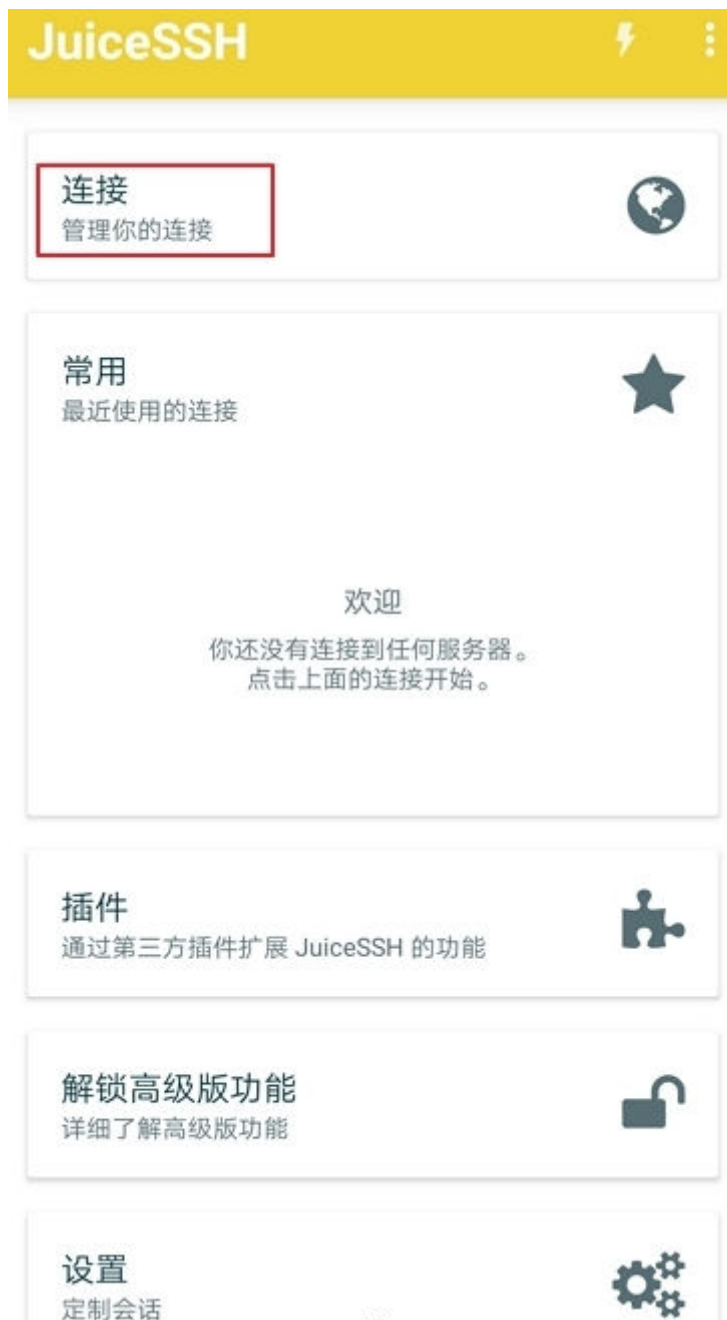 JuiceSSH
连接
管理你的连接
常用
最近使用的连接
欢迎
你还没有连接到任何服务器。
点击上面的连接开始。
插件
通过第三方插件扩展 JuiceSSH 的功能
解锁高级版功能
详细了解高级版功能
设置
定制会话